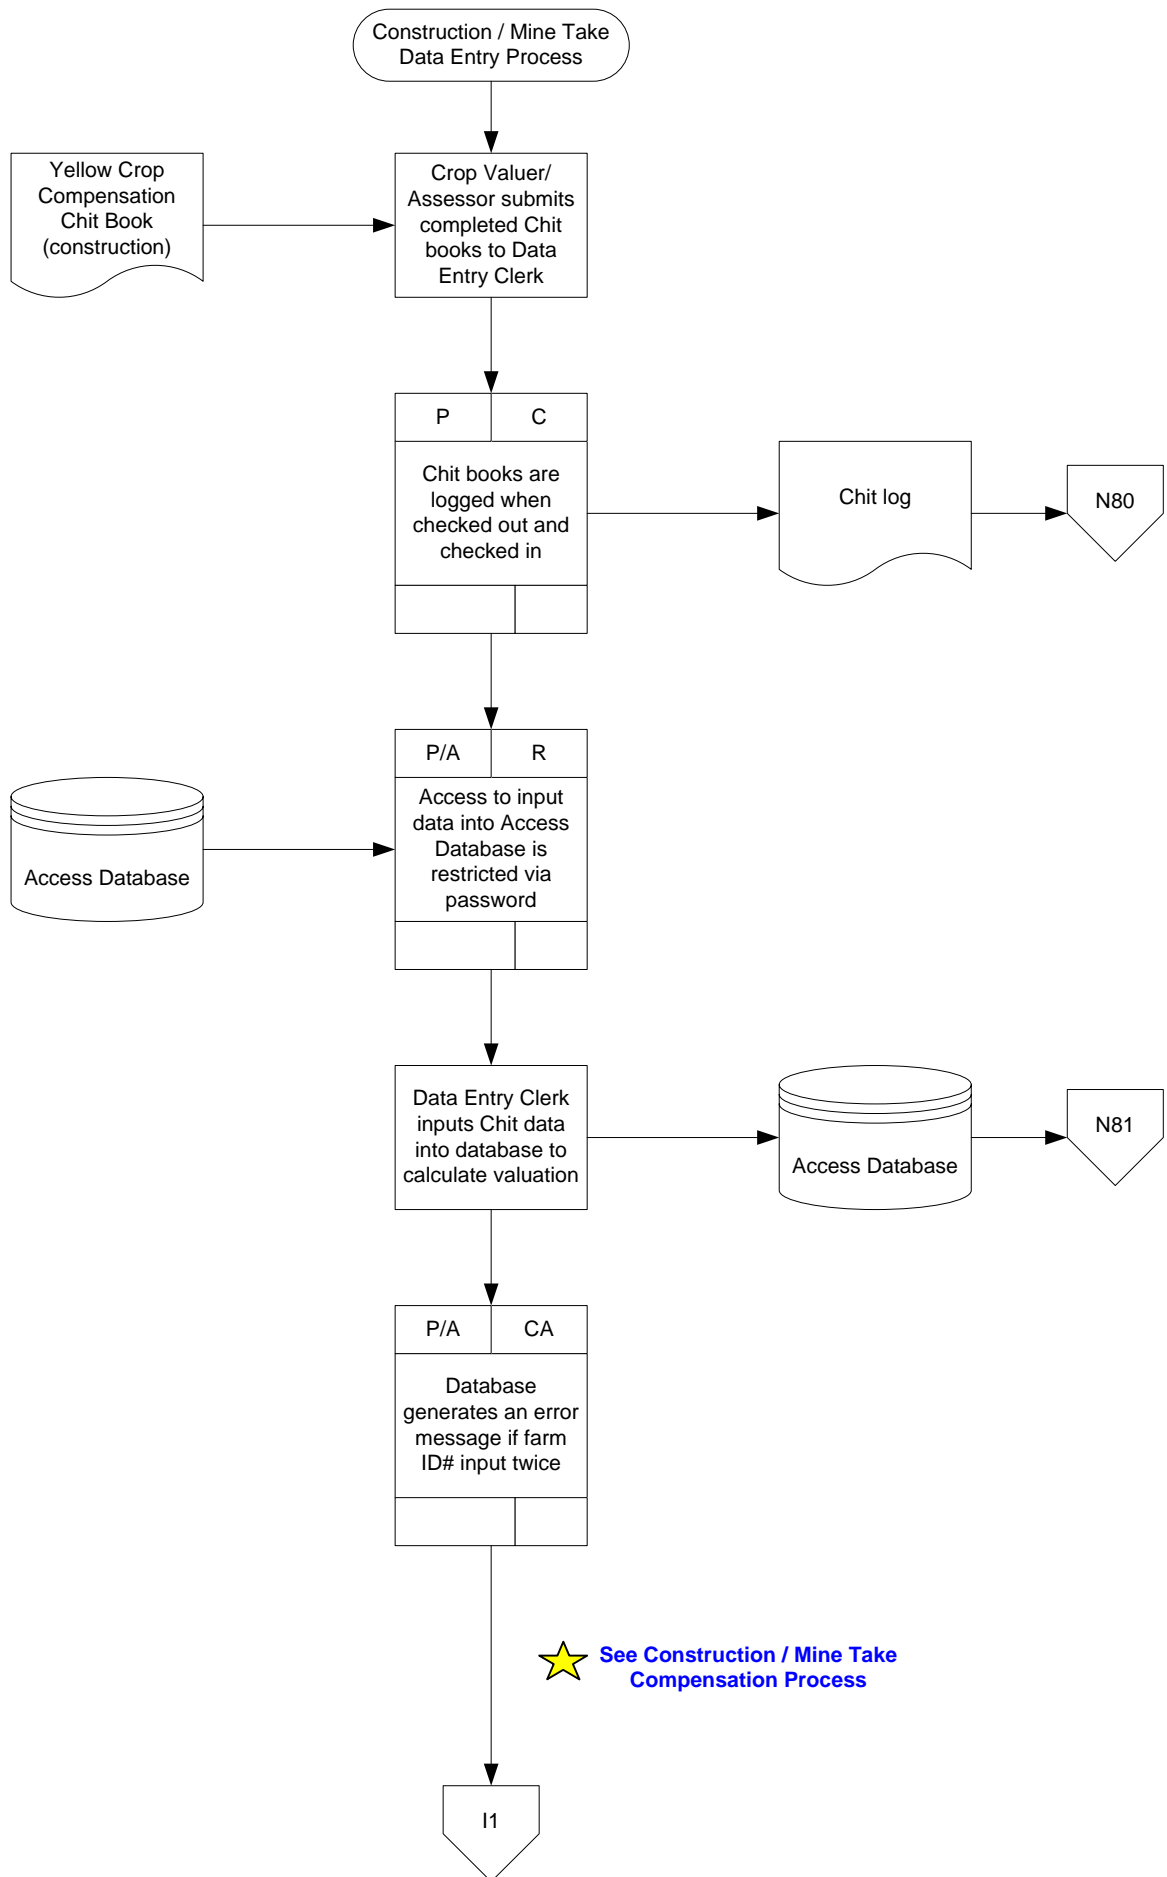 Construction / Mine Take
Data Entry Process
Yellow Crop
Compensation
Chit Book
(construction)
Crop Valuer/
Assessor submits
completed Chit
books to Data
Entry Clerk
P
C
Chit books are
logged when
checked out and
checked in
Chit log
N80
P/A
R
Access to input
data into Access
Database is
restricted via
password
Access Database
Data Entry Clerk
inputs Chit data
into database to
calculate valuation
Access Database
N81
P/A
CA
Database
generates an error
message if farm
ID# input twice
See Construction / Mine Take
Compensation Process
I1